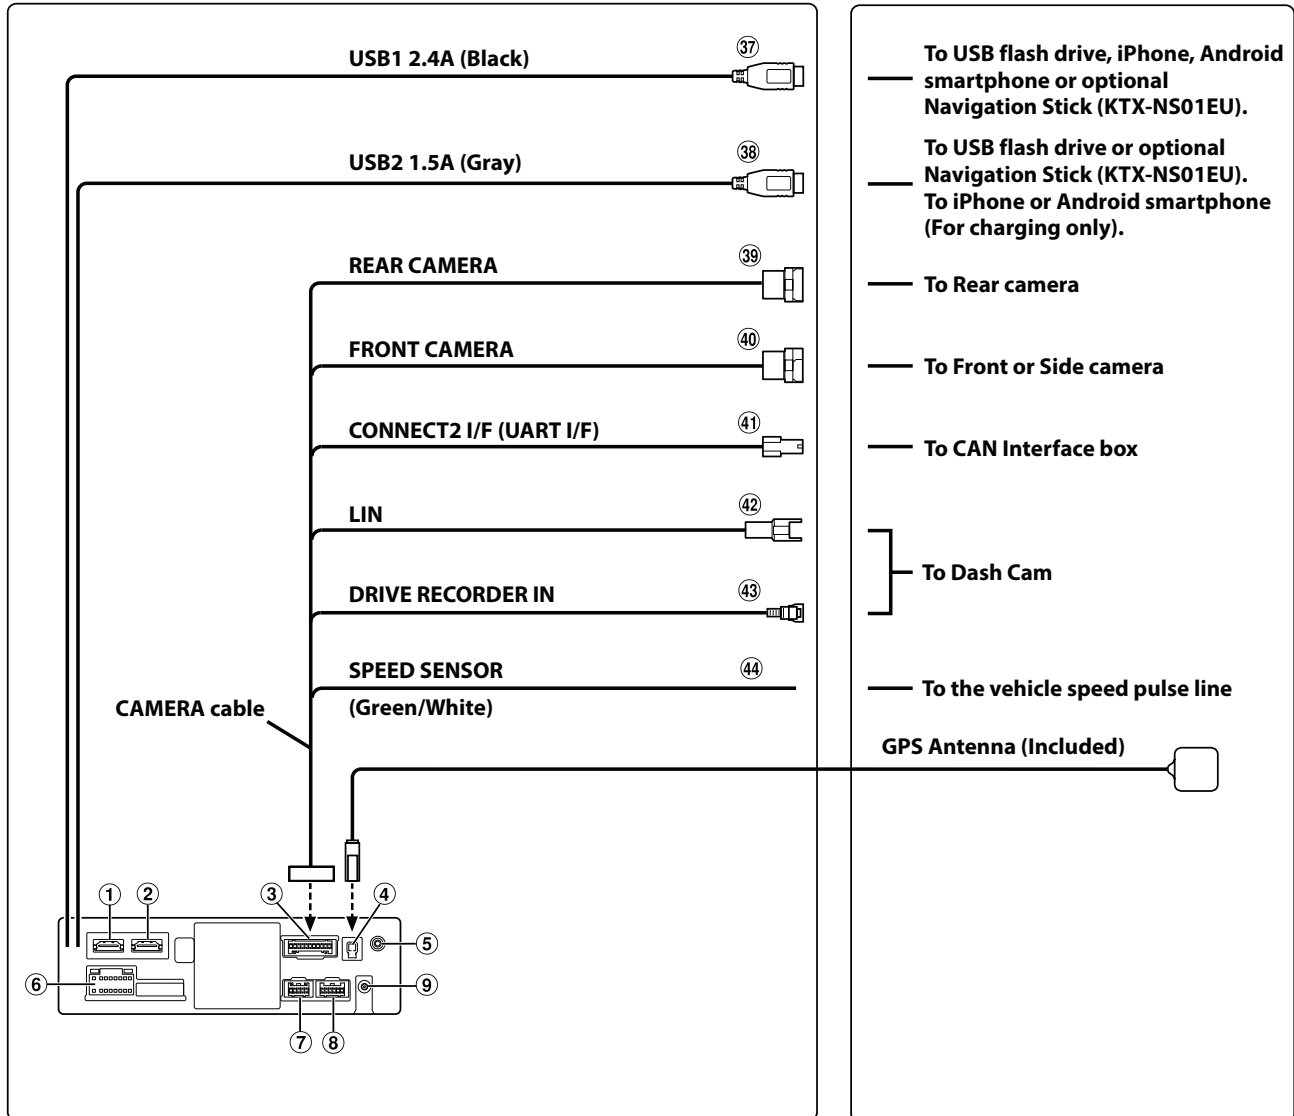 USB1 2.4A (Black)
37
To USB flash drive, iPhone, Android
smartphone or optional
Navigation Stick (KTX-NS01EU).
USB2 1.5A (Gray)
38
To USB flash drive or optional
Navigation Stick (KTX-NS01EU).
To iPhone or Android smartphone
(For charging only).
REAR CAMERA
39
To Rear camera
FRONT CAMERA
40
To Front or Side camera
CONNECT2 I/F (UART I/F)
41
To CAN Interface box
LIN
42
To Dash Cam
DRIVE RECORDER IN
43
SPEED SENSOR
(Green/White)
44
To the vehicle speed pulse line
CAMERA cable
GPS Antenna (Included)
1
2
3
4
5
6
7
8
9